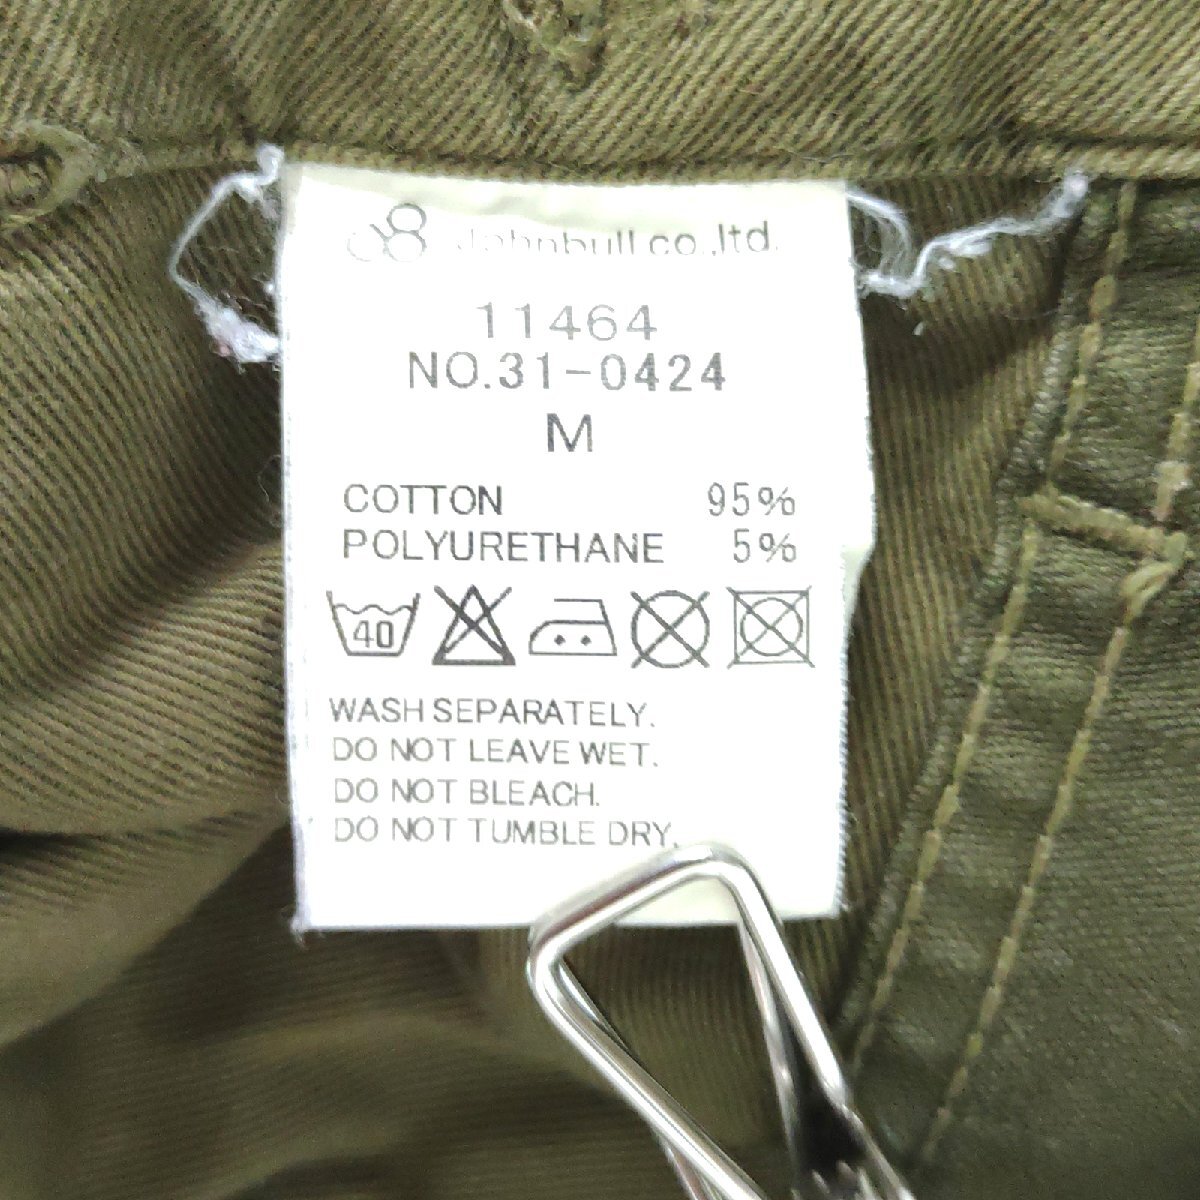 Johnbull co.,ltd.
11464
NO.31-0424
M
COTTON 95%
POLYURETHANE 5%
40
WASH SEPARATELY.
DO NOT LEAVE WET.
DO NOT BLEACH.
DO NOT TUMBLE DRY.